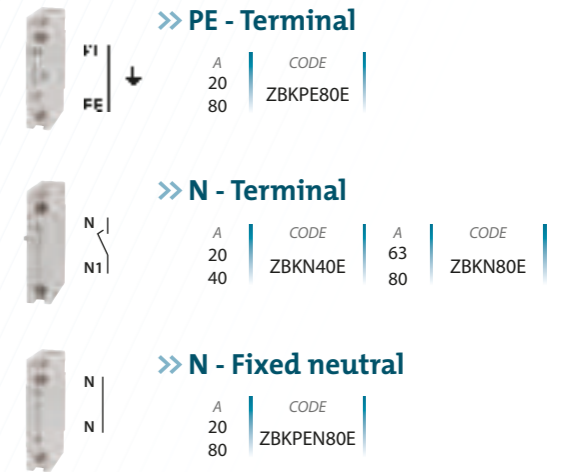 >> PE - Terminal
A CODE
20
ZBKPE80E
80
PE
>> N - Terminal
N
A CODE A CODE
20 63
ZBKN40E ZBKN80E
N1
40 80
>> N - Fixed neutral
N
A CODE
20
N
ZBKPEN80E
80